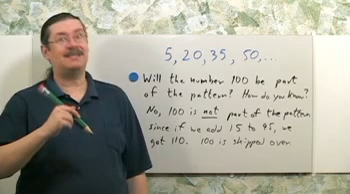 5, 20, 35, 50,...
Will the number 100 be part
of the pattern? How do you know?
No, 100 is not part of the pattern
since if we add 15 to 95, we
get 110. 100 is skipped over.